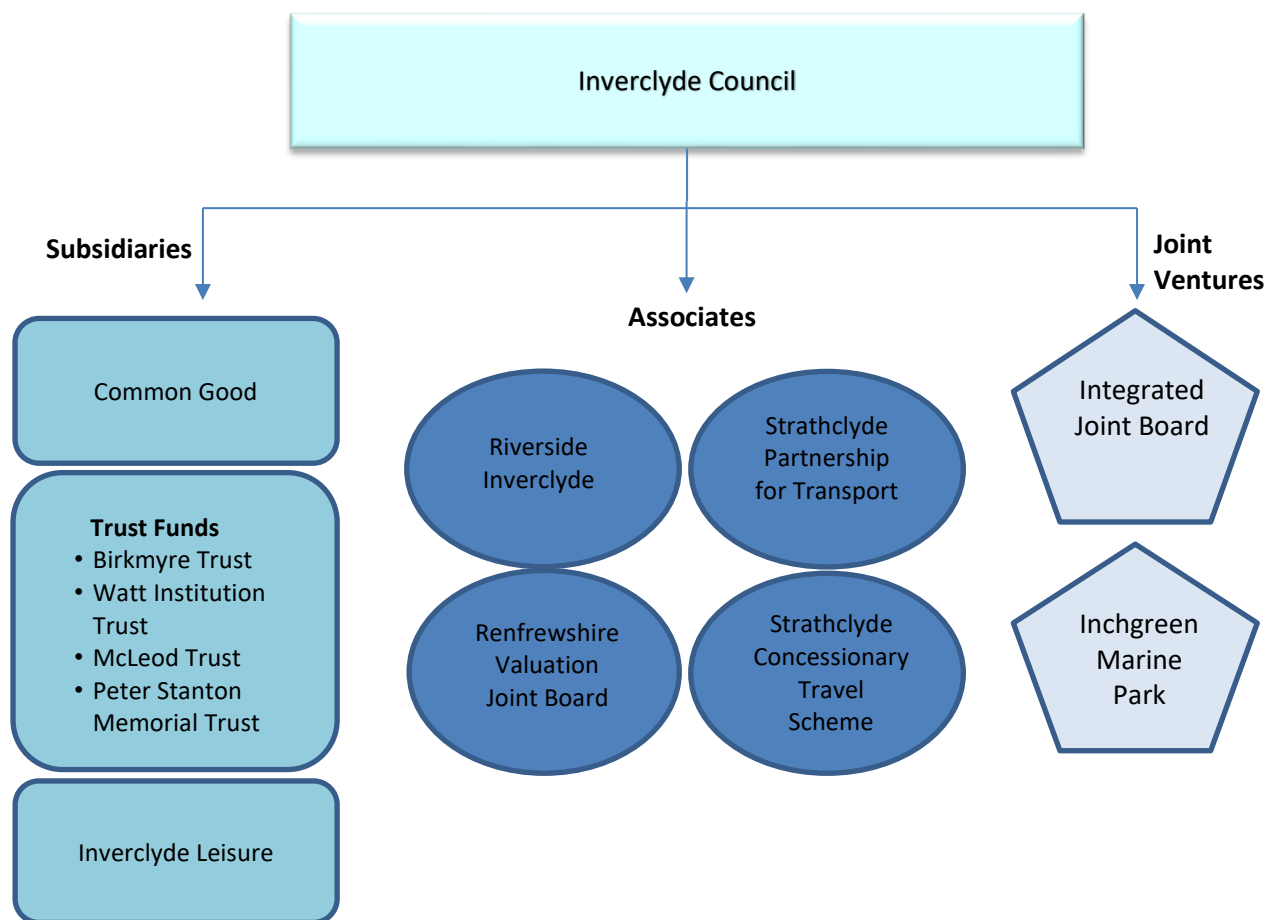 Inverclyde Council
Subsidiaries
Common Good
Trust Funds
• Birkmyre Trust
• Watt Institution
Trust
• McLeod Trust
• Peter Stanton
Memorial Trust
Inverclyde Leisure
Associates
Riverside
Inverclyde
Strathclyde
Partnership
for Transport
Renfrewshire
Valuation
Joint Board
Strathclyde
Concessionary
Travel
Scheme
Joint
Ventures
Integrated
Joint Board
Inchgreen
Marine
Park